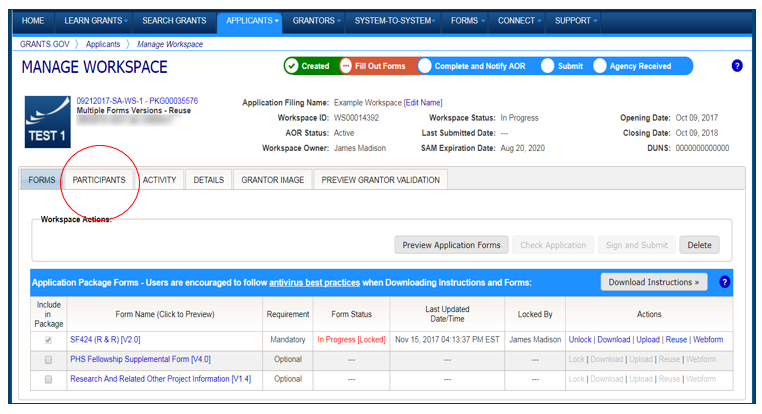 HOME LEARN GRANTS SEARCH GRANTS APPLICANTS GRANTORS SYSTEM-TO-SYSTEM FORMS CONNECT SUPPORT
GRANTS.GOV 〉 Applicants 〉 Manage Workspace
MANAGE WORKSPACE
Created Fill Out Forms Complete and Notify AOR Submit Agency Received ?
TEST 1
09212017-SA-WS-1 - PKG00035576
Multiple Forms Versions - Reuse
Application Filing Name: Example Workspace [Edit Name]
Workspace ID: WS00014392 Workspace Status: In Progress Opening Date: Oct 09, 2017
AOR Status: Active Last Submitted Date: --- Closing Date: Oct 09, 2018
Workspace Owner: James Madison SAM Expiration Date: Aug 20, 2020 DUNS: 0000000000000
FORMS PARTICIPANTS ACTIVITY DETAILS GRANTOR IMAGE PREVIEW GRANTOR VALIDATION
Workspace Actions:
Preview Application Forms Check Application Sign and Submit Delete
Application Package Forms - Users are encouraged to follow antivirus best practices when Downloading Instructions and Forms: Download Instructions » ?
Include in Package Form Name (Click to Preview) Requirement Form Status Last Updated Date/Time Locked By Actions
SF424 (R & R) [V2.0] Mandatory In Progress [Locked] Nov 15, 2017 04:13:37 PM EST James Madison Unlock | Download | Upload | Reuse | Webform
PHS Fellowship Supplemental Form [V4.0] Optional --- --- --- Lock | Download | Upload | Reuse | Webform
Research And Related Other Project Information [V1.4] Optional --- --- --- Lock | Download | Upload | Reuse | Webform